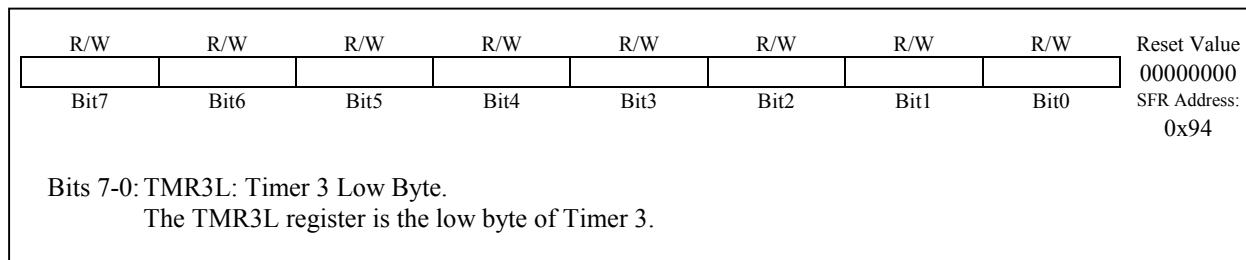 R/W R/W R/W R/W R/W R/W R/W R/W Reset Value
00000000
Bit7 Bit6 Bit5 Bit4 Bit3 Bit2 Bit1 Bit0 SFR Address:
0x94
Bits 7-0: TMR3L: Timer 3 Low Byte.
The TMR3L register is the low byte of Timer 3.